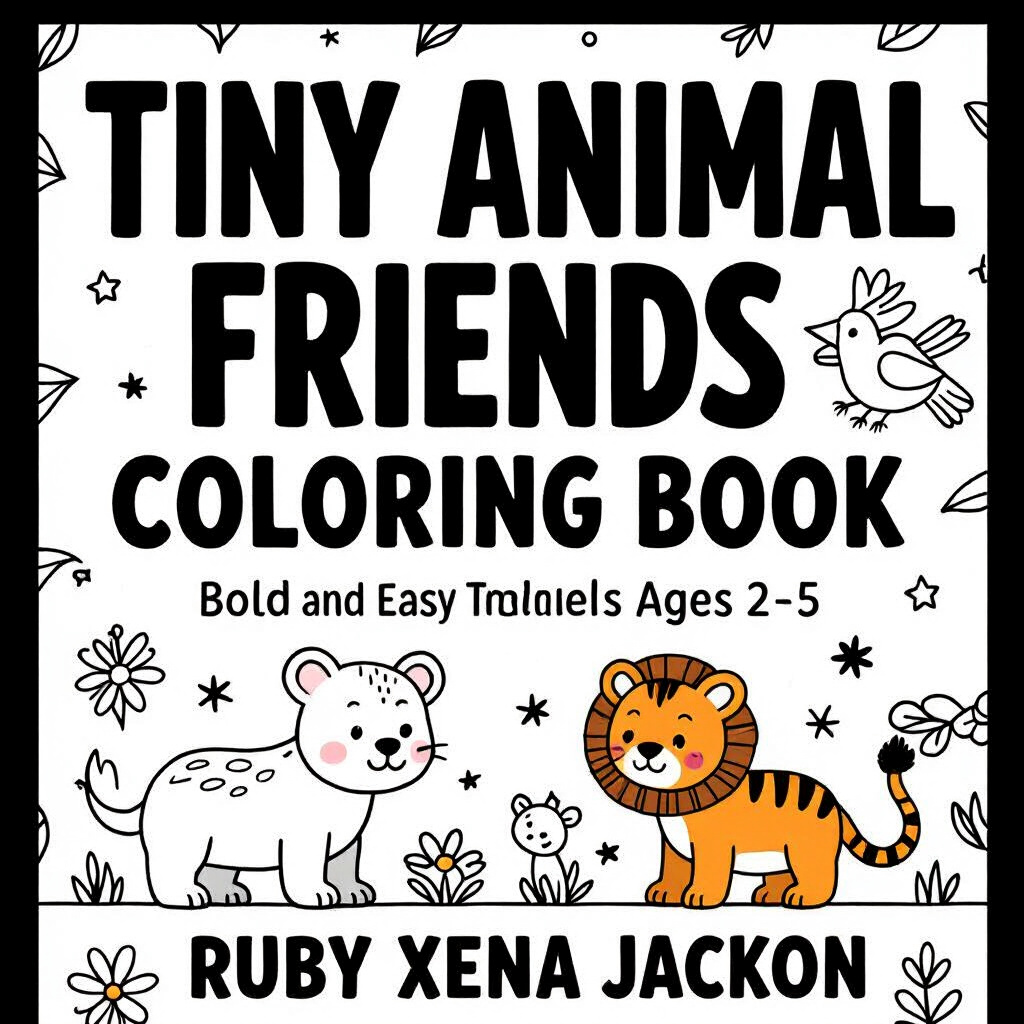 TINY ANIMAL
FRIENDS
COLORING BOOK
Bold and Easy Ages 2-5
RUBY XENA JACKON